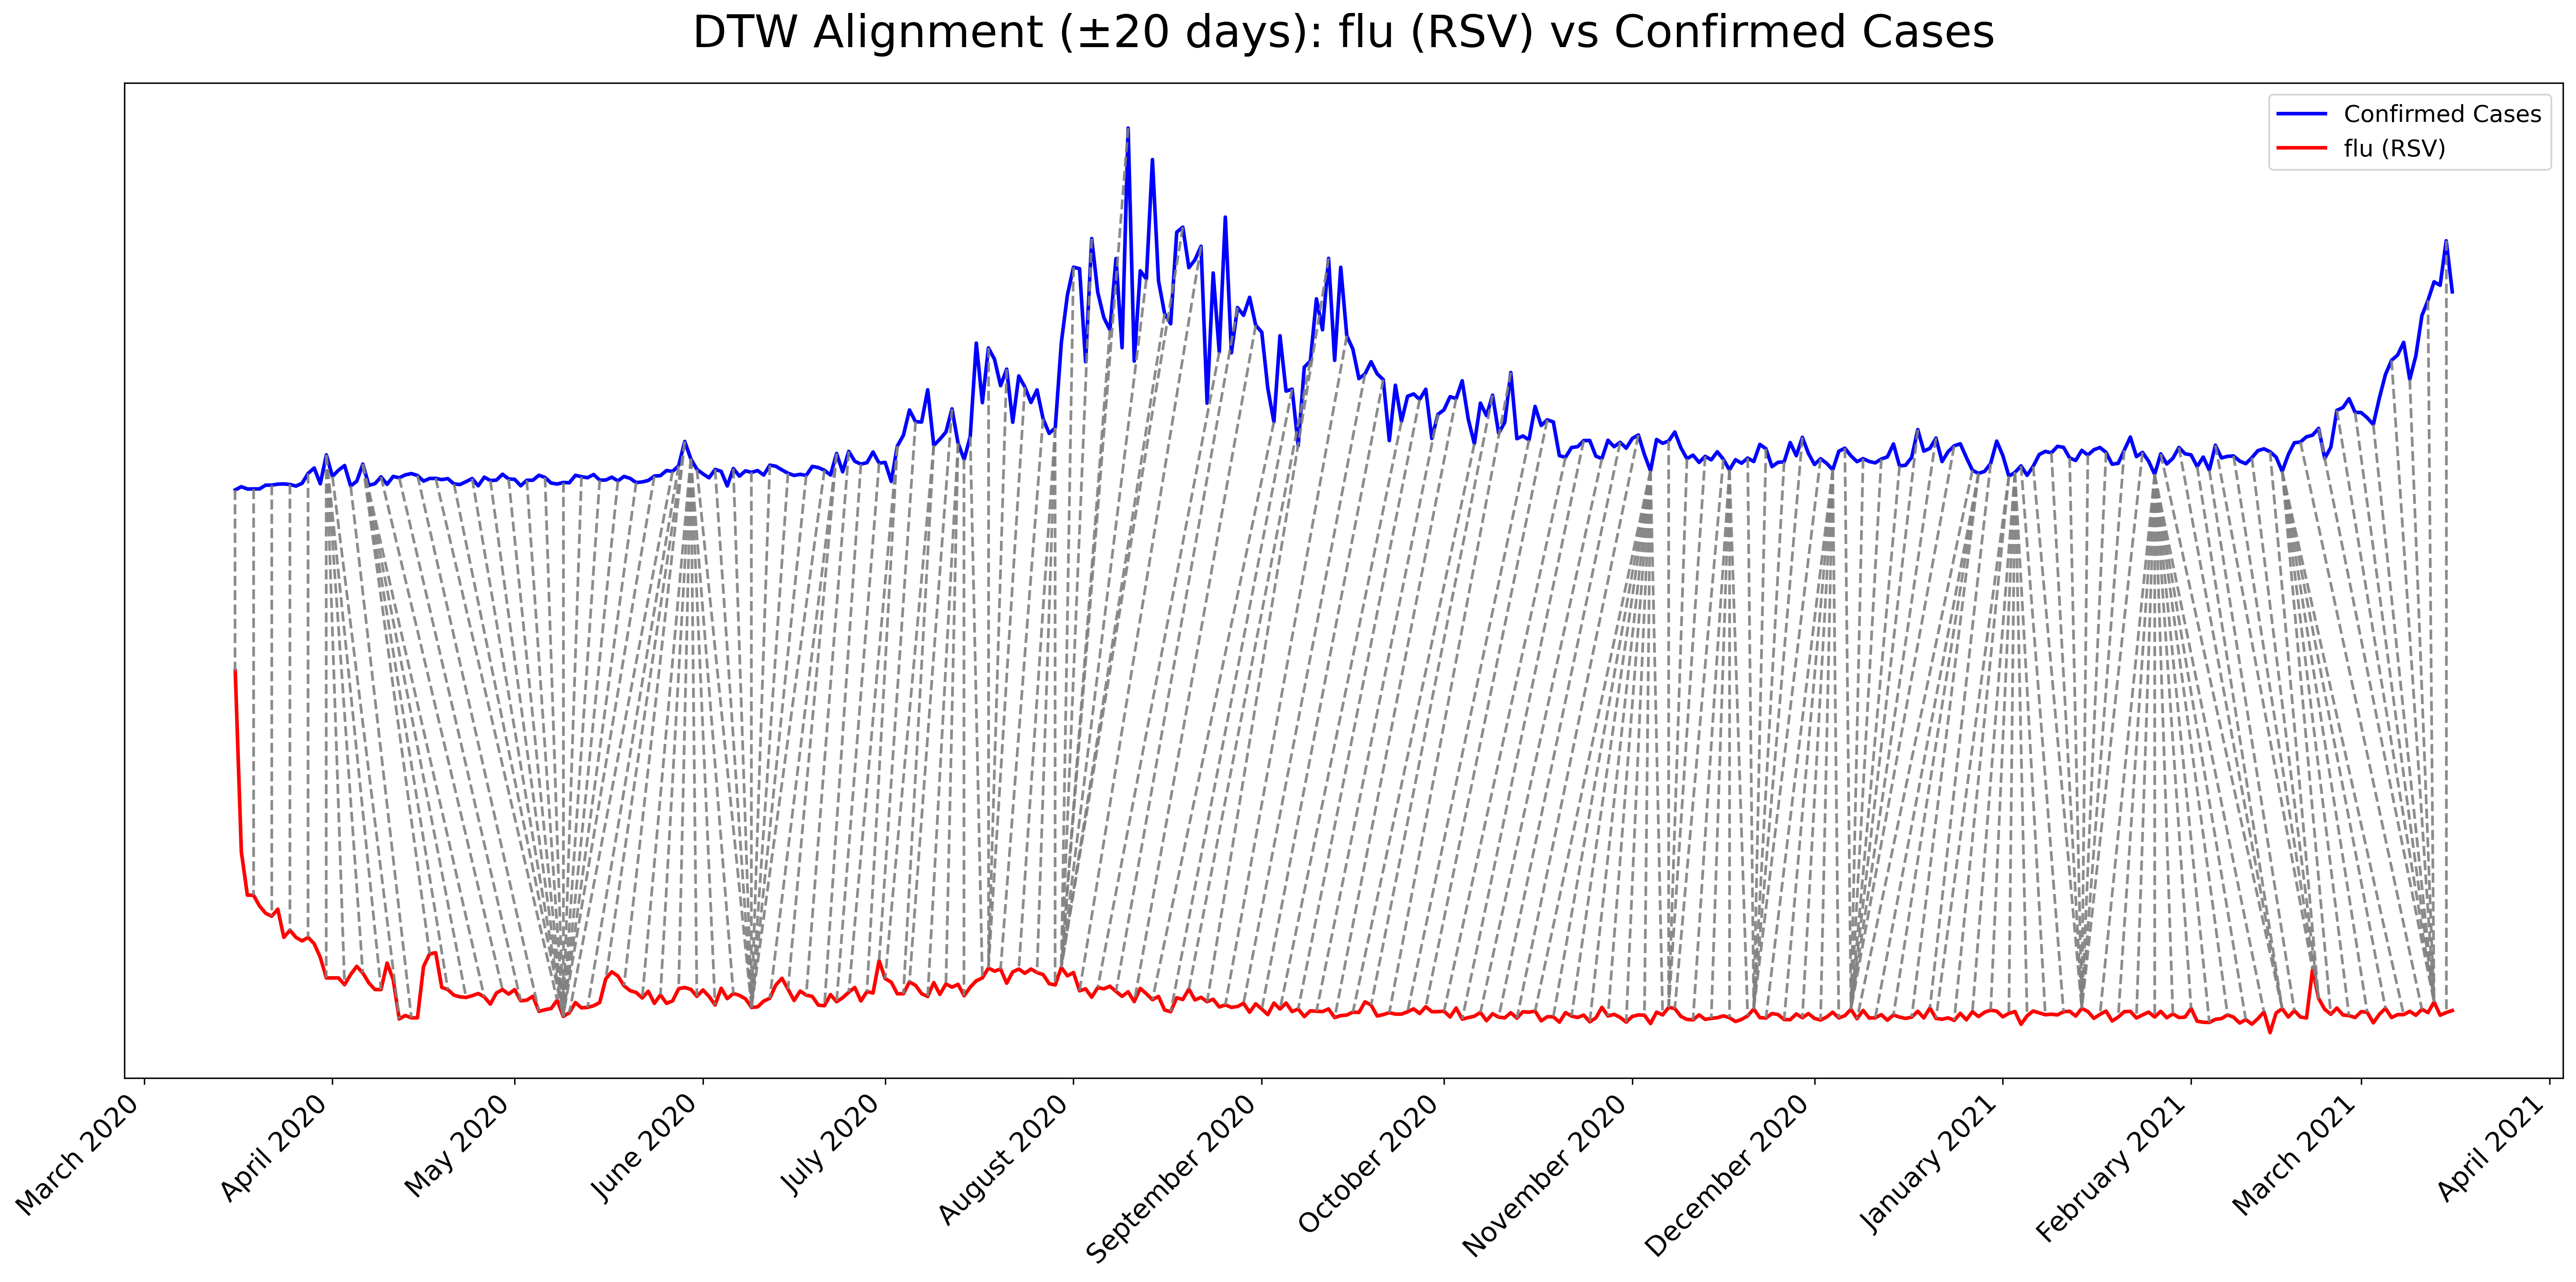 DTW Alignment (±20 days): flu (RSV) vs Confirmed Cases
Confirmed Cases
flu (RSV)
March 2020
April 2020
May 2020
June 2020
July 2020
August 2020
September 2020
October 2020
November 2020
December 2020
January 2021
February 2021
March 2021
April 2021